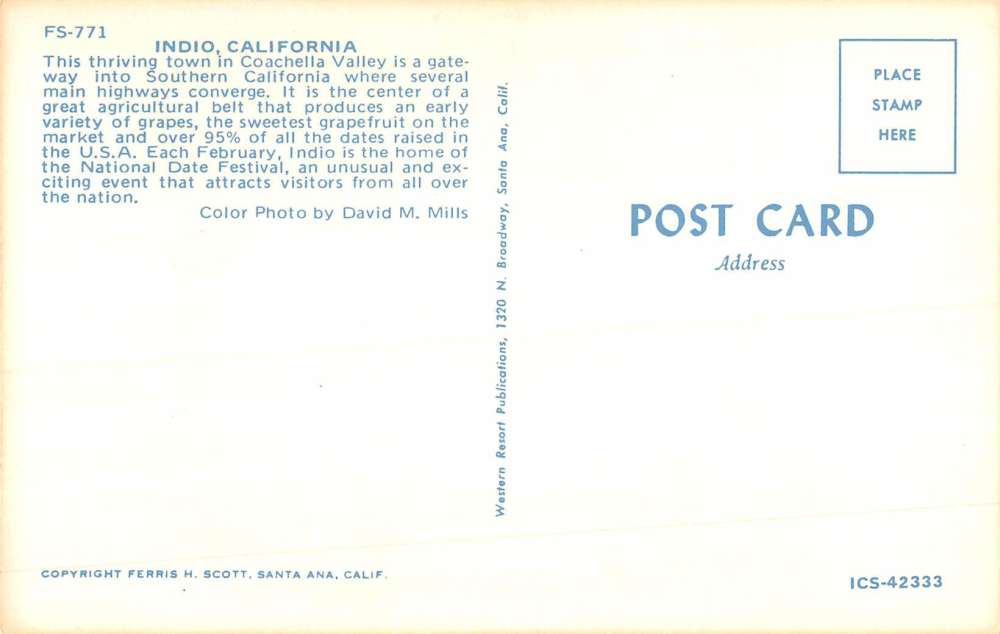 FS-771
INDIO, CALIFORNIA
This thriving town in Coachella Valley is a gate-
way into Southern California where several
main highways converge. It is the center of a
great agricultural belt that produces an early
variety of grapes, the sweetest grapefruit on the
market and over 95% of all the dates raised in
the U.S.A. Each February, Indio is the home of
the National Date Festival, an unusual and ex-
citing event that attracts visitors from all over
the nation.
Color Photo by David M. Mills
COPYRIGHT FERRIS H. SCOTT, SANTA ANA, CALIF.
Western Resort Publications, 1320 N. Broadway, Santa Ana, Calif.
PLACE
STAMP
HERE
POST CARD
Address
ICS-42333